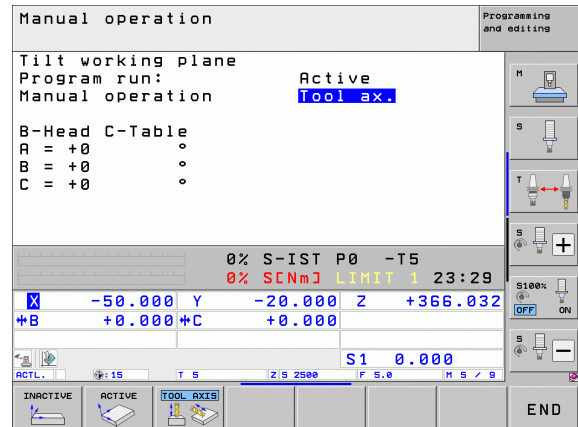 Manual operation
Programming
and editing
Tilt working plane
Program run: Active
Manual operation Tool ax.
B-Head C-Table
A = +0 °
B = +0 °
C = +0 °
0% S-IST P0 -T5
0% S[Nm] LIMIT 1 23:29
X -50.000 Y -20.000 Z +366.032
B +0.000 C +0.000
S1 0.000
ACTL. :15 T 5 Z S 2500 F 5.0 M 5 / 9
INACTIVE ACTIVE TOOL AXIS END
M
S
T
S
+
S100%
OFF ON
S
−